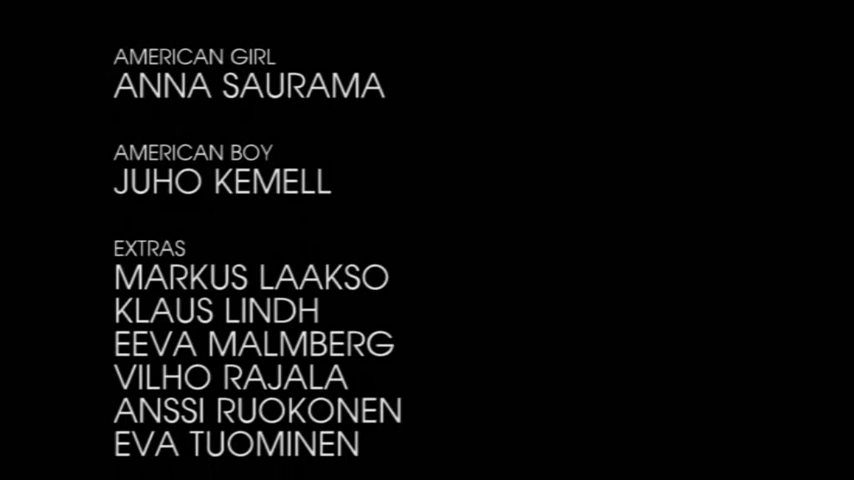 AMERICAN GIRL
ANNA SAURAMA
AMERICAN BOY
JUHO KEMELL
EXTRAS
MARKUS LAAKSO
KLAUS LINDH
EEVA MALMBERG
VILHO RAJALA
ANSSI RUOKONEN
EVA TUOMINEN